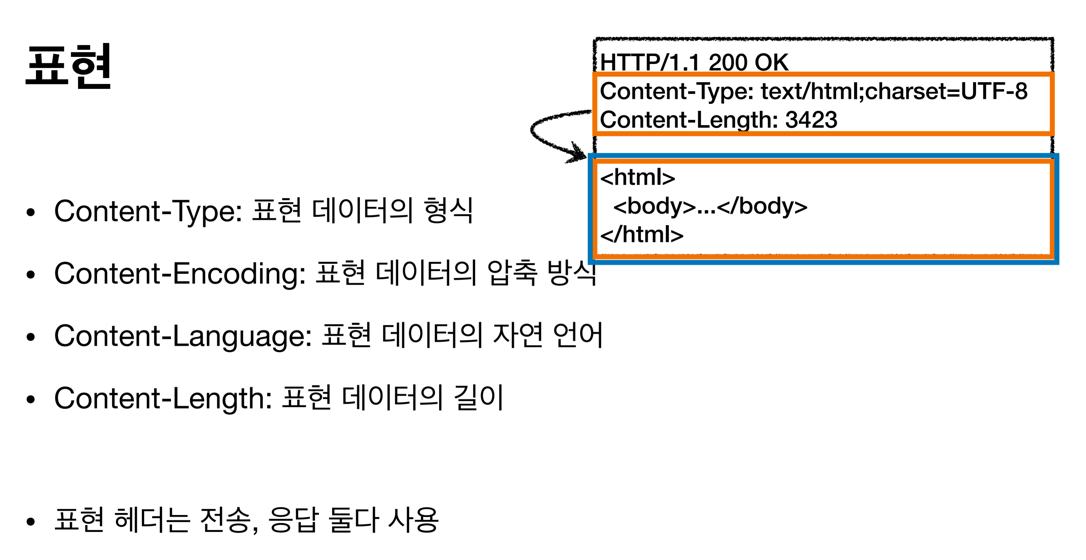 표현
HTTP/1.1 200 OK
Content-Type: text/html;charset=UTF-8
Content-Length: 3423
<html>
<body>...</body>
</html>
• Content-Type: 표현 데이터의 형식
• Content-Encoding: 표현 데이터의 압축 방식
• Content-Language: 표현 데이터의 자연 언어
• Content-Length: 표현 데이터의 길이
• 표현 헤더는 전송, 응답 둘다 사용